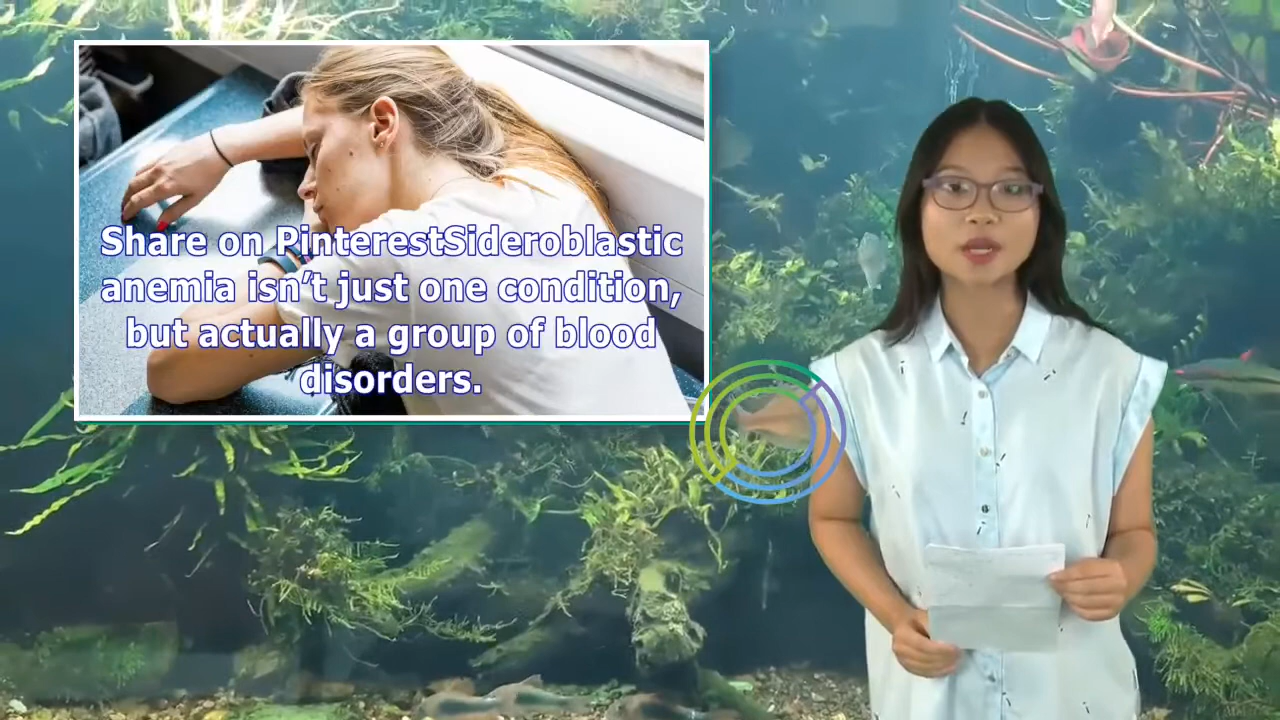 Share on PinterestSideroblastic
anemia isn’t just one condition,
but actually a group of blood
disorders.